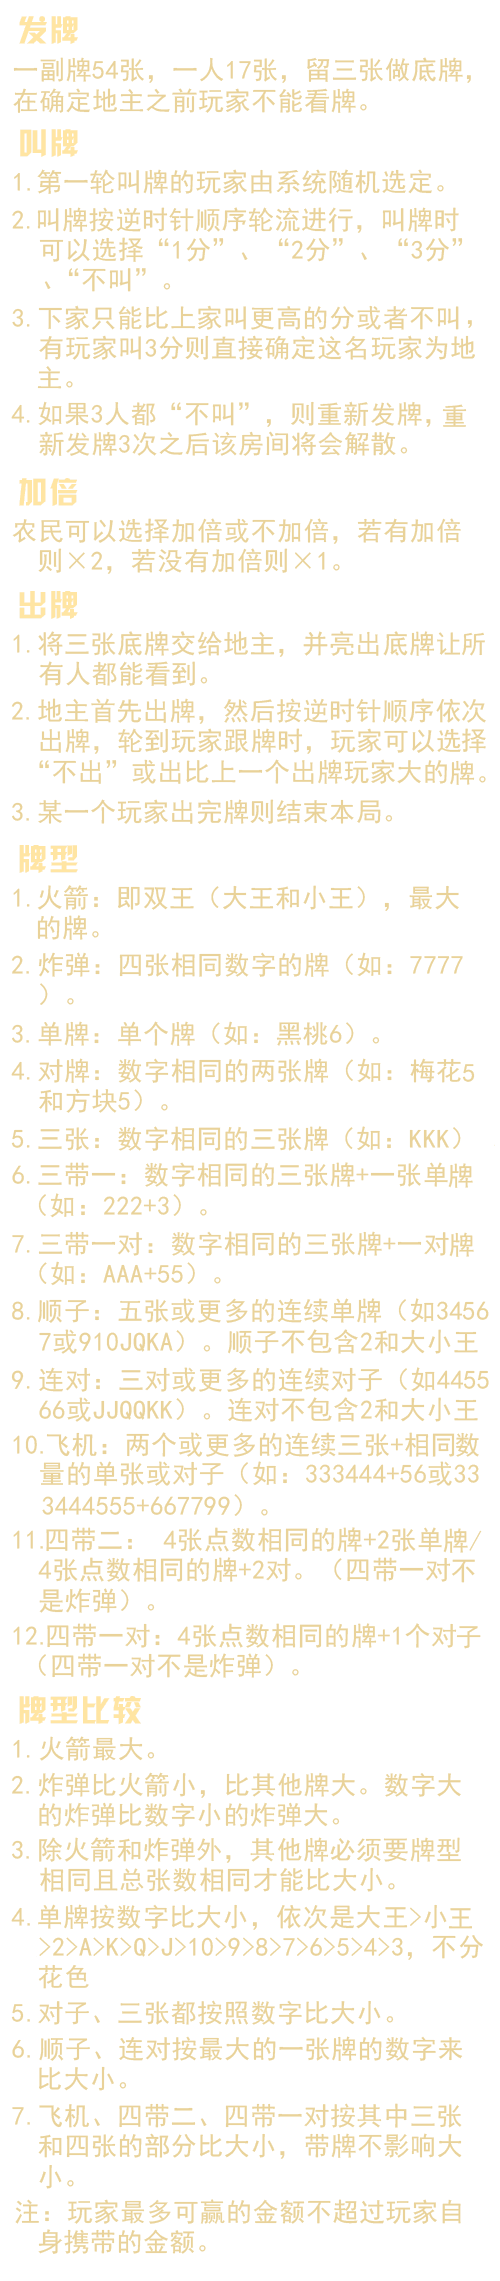 发牌
一副牌54张，一人17张，留三张做底牌，
在确定地主之前玩家不能看牌。
叫牌
1.第一轮叫牌的玩家由系统随机选定。
2.叫牌按逆时针顺序轮流进行，叫牌时
可以选择“1分”、“2分”、“3分”
、“不叫”。
3.下家只能比上家叫更高的分或者不叫，
有玩家叫3分则直接确定这名玩家为地
主。
4.如果3人都“不叫”，则重新发牌，重
新发牌3次之后该房间将会解散。
加倍
农民可以选择加倍或不加倍，若有加倍
则×2，若没有加倍则×1。
出牌
1.将三张底牌交给地主，并亮出底牌让所
有人都能看到。
2.地主首先出牌，然后按逆时针顺序依次
出牌，轮到玩家跟牌时，玩家可以选择
“不出”或出比上一个出牌玩家大的牌。
3.某一个玩家出完牌则结束本局。
牌型
1.火箭：即双王（大王和小王），最大
的牌。
2.炸弹：四张相同数字的牌（如：7777
）。
3.单牌：单个牌（如：黑桃6）。
4.对牌：数字相同的两张牌（如：梅花5
和方块5）。
5.三张：数字相同的三张牌（如：KKK）
6.三带一：数字相同的三张牌+一张单牌
（如：222+3）。
7.三带一对：数字相同的三张牌+一对牌
（如：AAA+55）。
8.顺子：五张或更多的连续单牌（如3456
7或910JQKA）。顺子不包含2和大小王
9.连对：三对或更多的连续对子（如4455
66或JJQQKK）。连对不包含2和大小王
10.飞机：两个或更多的连续三张+相同数
量的单张或对子（如：333444+56或33
3444555+667799）。
11.四带二： 4张点数相同的牌+2张单牌/
4张点数相同的牌+2对。（四带一对不
是炸弹）。
12.四带一对：4张点数相同的牌+1个对子
（四带一对不是炸弹）。
牌型比较
1.火箭最大。
2.炸弹比火箭小，比其他牌大。数字大
的炸弹比数字小的炸弹大。
3.除火箭和炸弹外，其他牌必须要牌型
相同且总张数相同才能比大小。
4.单牌按数字比大小，依次是大王>小王
>2>A>K>Q>J>10>9>8>7>6>5>4>3，不分
花色
5.对子、三张都按照数字比大小。
6.顺子、连对按最大的一张牌的数字来
比大小。
7.飞机、四带二、四带一对按其中三张
和四张的部分比大小，带牌不影响大
小。
注：玩家最多可赢的金额不超过玩家自
身携带的金额。